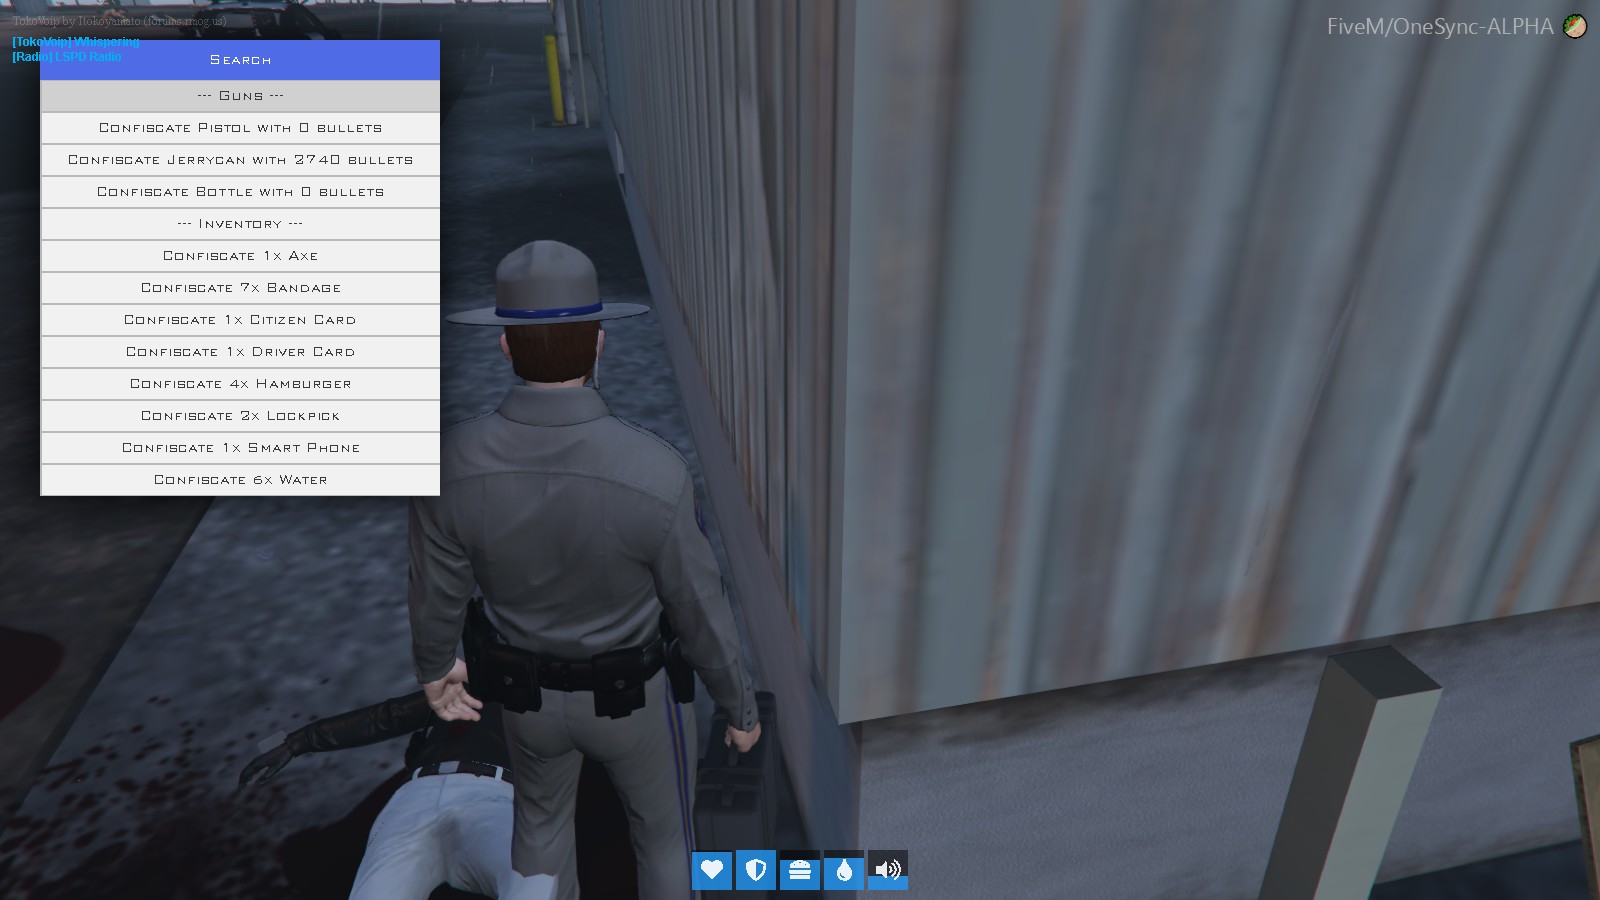 TokoVoip by Itokoyamato (forums.rmog.us)
[TokoVoip] Whispering
[Radio] LSPD Radio
FiveM/OneSync-ALPHA
Search
--- Guns ---
Confiscate Pistol with 0 bullets
Confiscate Jerrycan with 2740 bullets
Confiscate Bottle with 0 bullets
--- Inventory ---
Confiscate 1x Axe
Confiscate 7x Bandage
Confiscate 1x Citizen Card
Confiscate 1x Driver Card
Confiscate 4x Hamburger
Confiscate 2x Lockpick
Confiscate 1x Smart Phone
Confiscate 6x Water